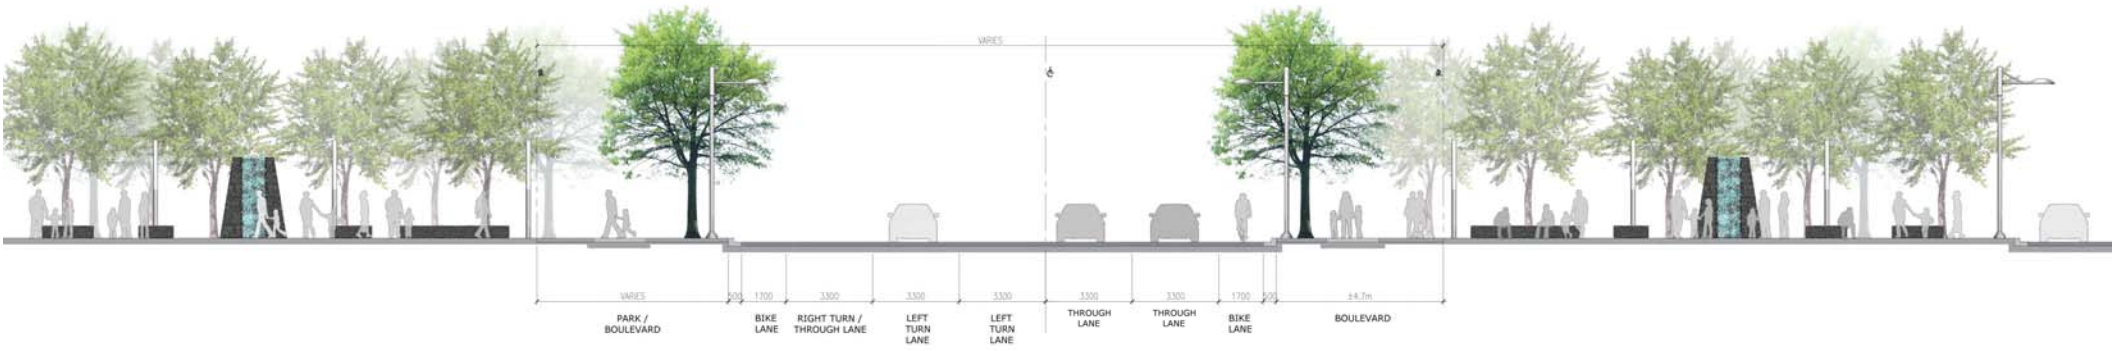 VARIES
VARIES
500
1700
3300
3300
3300
3300
3300
1700
500
±4.7m
PARK /
BOULEVARD
BIKE
LANE
RIGHT TURN /
THROUGH LANE
LEFT
TURN
LANE
LEFT
TURN
LANE
THROUGH
LANE
THROUGH
LANE
BIKE
LANE
BOULEVARD